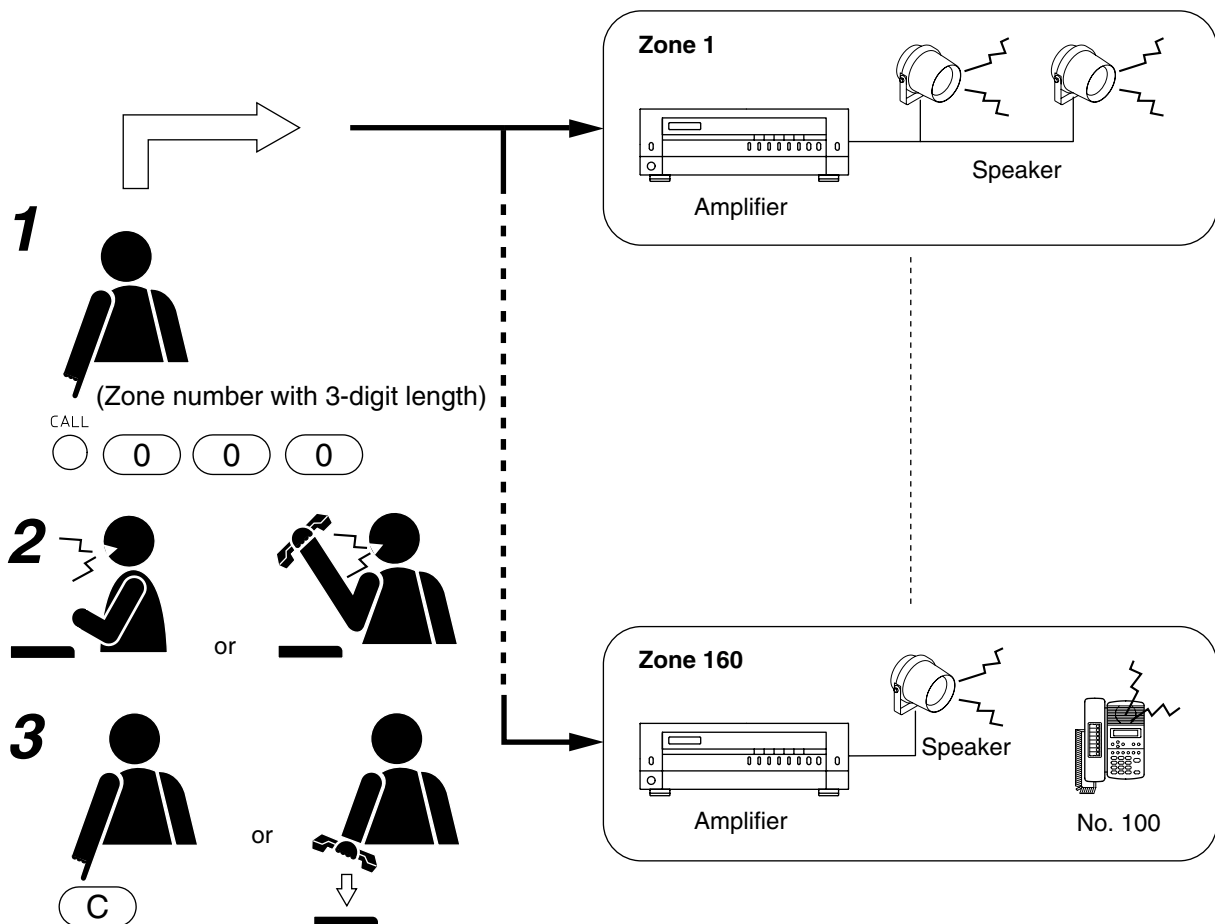 Zone 1
Speaker
Amplifier
1
(Zone number with 3-digit length)
CALL
0 0 0
2
or
3
or
C
Zone 160
Speaker
Amplifier
No. 100